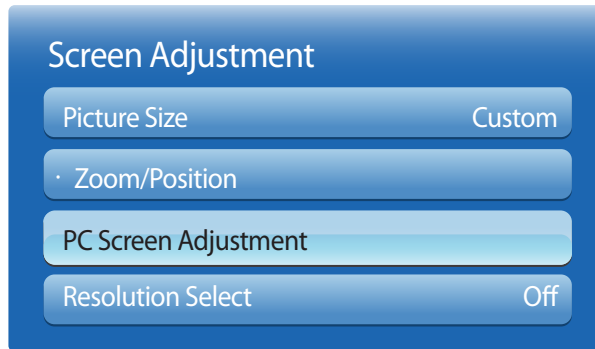 Screen Adjustment
Picture Size Custom
· Zoom/Position
PC Screen Adjustment
Resolution Select Off